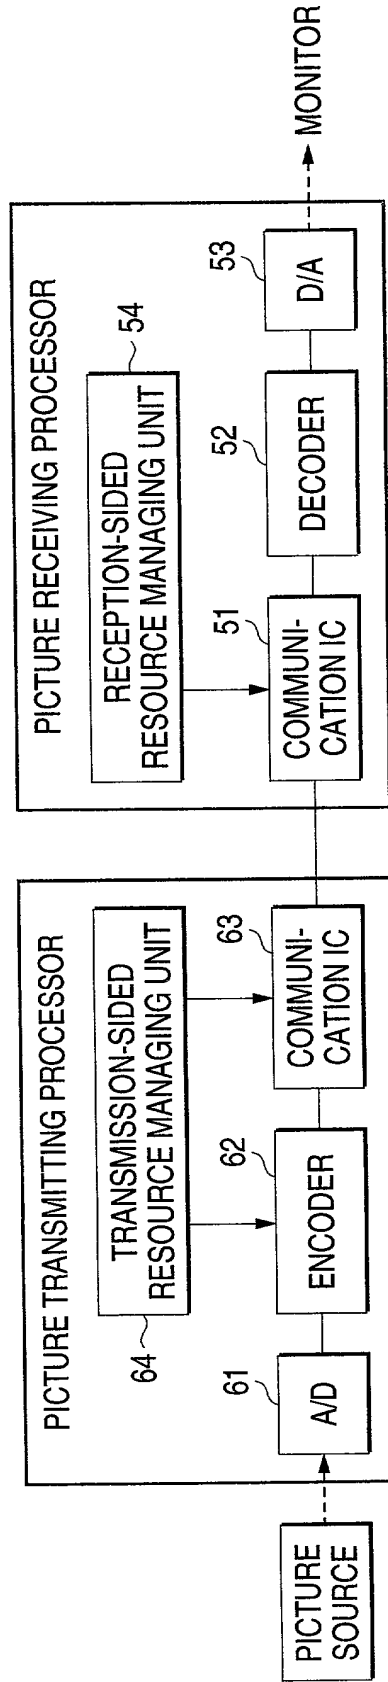 PICTURE
SOURCE
PICTURE TRANSMITTING PROCESSOR
TRANSMISSION-SIDED
RESOURCE MANAGING UNIT
64
61
A/D
62
ENCODER
63
COMMUNI-
CATION IC
PICTURE RECEIVING PROCESSOR
RECEPTION-SIDED
RESOURCE MANAGING UNIT
54
51
COMMUNI-
CATION IC
52
DECODER
53
D/A
MONITOR